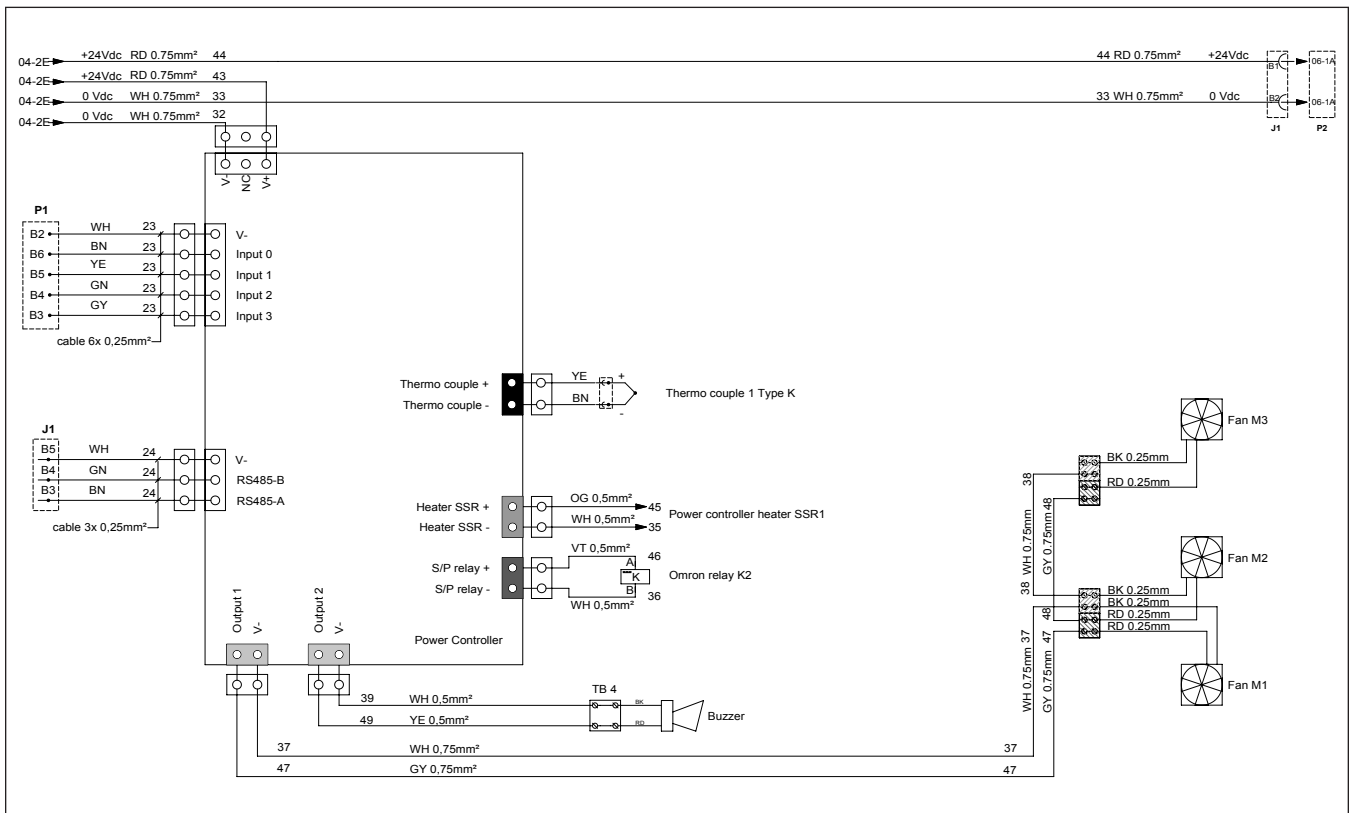 04-2E +24Vdc RD 0.75mm² 44 44 RD 0.75mm² +24Vdc B1 06-1A
04-2E +24Vdc RD 0.75mm² 43
04-2E 0 Vdc WH 0.75mm² 33 33 WH 0.75mm² 0 Vdc B2 06-1A
04-2E 0 Vdc WH 0.75mm² 32
J1 P2
V- NC V+
P1
B2 WH 23 V-
B6 BN 23 Input 0
B5 YE 23 Input 1
B4 GN 23 Input 2
B3 GY 23 Input 3
cable 6x 0,25mm²
Thermo couple + YE +
Thermo couple - BN -
Thermo couple 1 Type K
J1
B5 WH 24 V-
B4 GN 24 RS485-B
B3 BN 24 RS485-A
cable 3x 0,25mm²
Heater SSR + OG 0,5mm² 45
Heater SSR - WH 0,5mm² 35
Power controller heater SSR1
S/P relay + VT 0,5mm² A 46
K Omron relay K2
S/P relay - WH 0,5mm² B 36
Output 1 V- Output 2 V-
Power Controller
Fan M3
BK 0.25mm
RD 0.25mm
38 WH 0.75mm² 38
48 GY 0.75mm² 48
Fan M2
BK 0.25mm
BK 0.25mm
RD 0.25mm
RD 0.25mm
WH 0.75mm² 37
GY 0.75mm² 47
Fan M1
TB 4
39 WH 0,5mm² BK
49 YE 0,5mm² RD
Buzzer
37 WH 0,75mm² 37
47 GY 0,75mm² 47